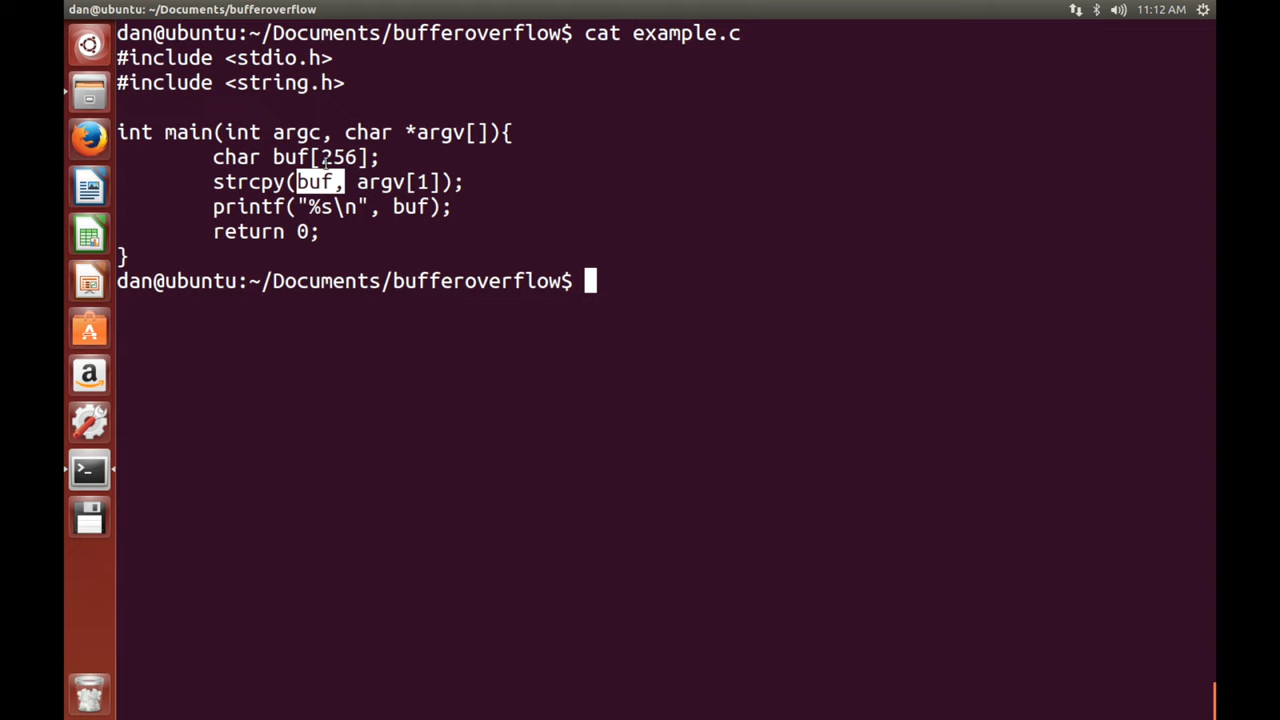 dan@ubuntu: ~/Documents/bufferoverflow 11:12 AM
dan@ubuntu:~/Documents/bufferoverflow$ cat example.c
#include <stdio.h>
#include <string.h>
int main(int argc, char *argv[]){
char buf[256];
strcpy(buf, argv[1]);
printf("%s\n", buf);
return 0;
}
dan@ubuntu:~/Documents/bufferoverflow$